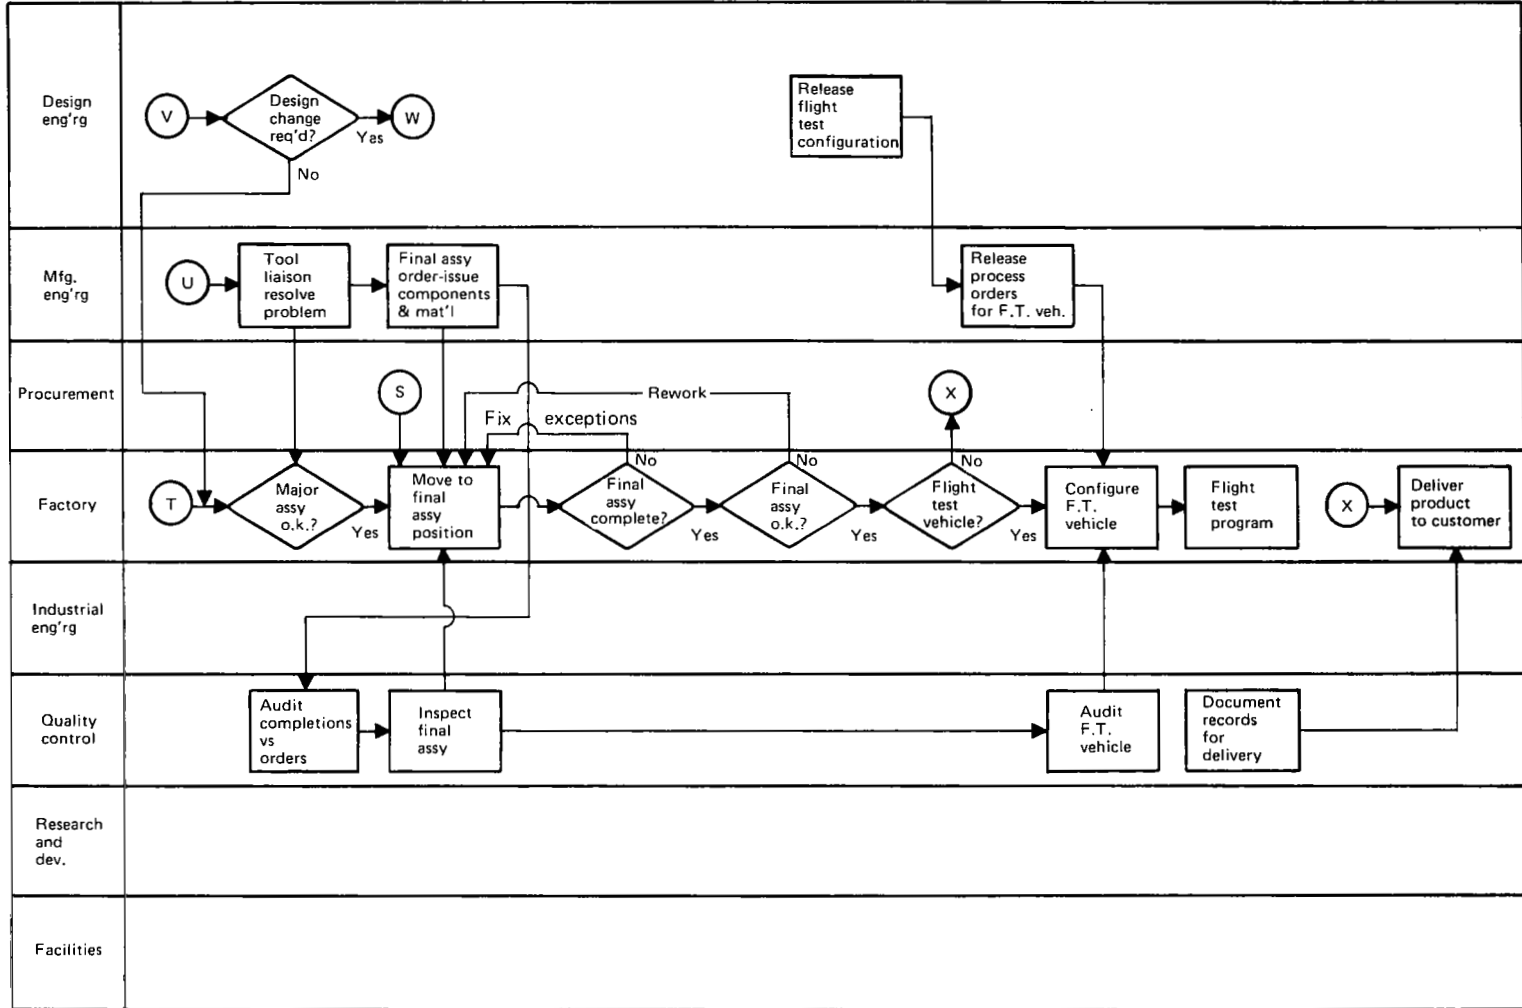 Design
eng'rg
V
Design
change
req'd?
Yes
W
No
Release
flight
test
configuration
Mfg.
eng'rg
U
Tool
liaison
resolve
problem
Final assy
order-issue
components
& mat'l
Release
process
orders
for F.T. veh.
Procurement
S
Rework
Fix exceptions
X
Factory
T
Major
assy
o.k.?
Yes
Move to
final
assy
position
No
Final
assy
complete?
Yes
No
Final
assy
o.k.?
Yes
No
Flight
test
vehicle?
Yes
Configure
F.T.
vehicle
Flight
test
program
X
Deliver
product
to customer
Industrial
eng'rg
Quality
control
Audit
completions
vs
orders
Inspect
final
assy
Audit
F.T.
vehicle
Document
records
for
delivery
Research
and
dev.
Facilities